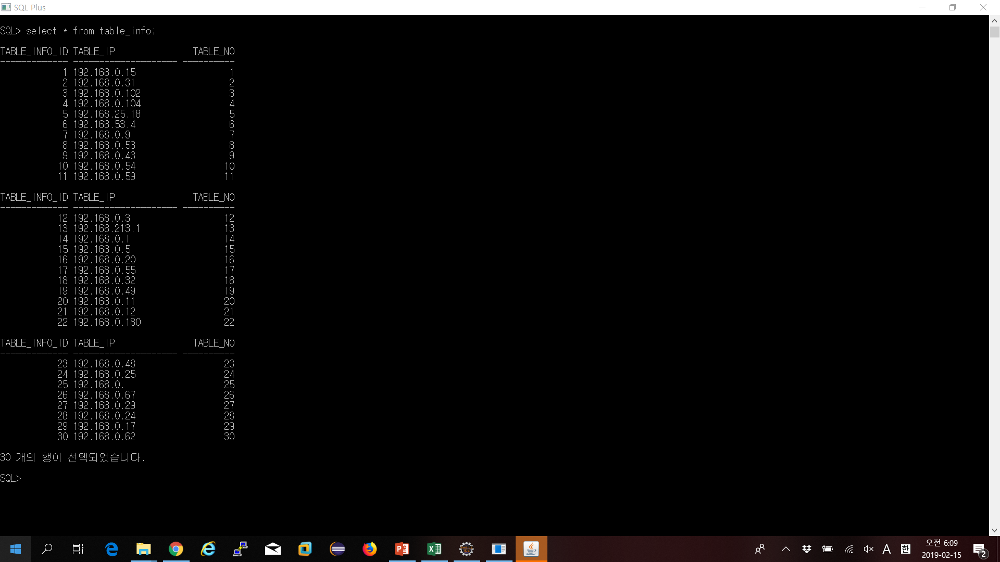 SQL Plus
SQL> select * from table_info;
TABLE_INFO_ID TABLE_IP TABLE_NO
------------- -------------------- ----------
1 192.168.0.15 1
2 192.168.0.31 2
3 192.168.0.102 3
4 192.168.0.104 4
5 192.168.25.18 5
6 192.168.53.4 6
7 192.168.0.9 7
8 192.168.0.53 8
9 192.168.0.43 9
10 192.168.0.54 10
11 192.168.0.59 11
TABLE_INFO_ID TABLE_IP TABLE_NO
------------- -------------------- ----------
12 192.168.0.3 12
13 192.168.213.1 13
14 192.168.0.1 14
15 192.168.0.5 15
16 192.168.0.20 16
17 192.168.0.55 17
18 192.168.0.32 18
19 192.168.0.49 19
20 192.168.0.11 20
21 192.168.0.12 21
22 192.168.0.180 22
TABLE_INFO_ID TABLE_IP TABLE_NO
------------- -------------------- ----------
23 192.168.0.48 23
24 192.168.0.25 24
25 192.168.0. 25
26 192.168.0.67 26
27 192.168.0.29 27
28 192.168.0.24 28
29 192.168.0.17 29
30 192.168.0.62 30
30 개의 행이 선택되었습니다.
SQL>
A 한 오전 6:09
2019-02-15
2